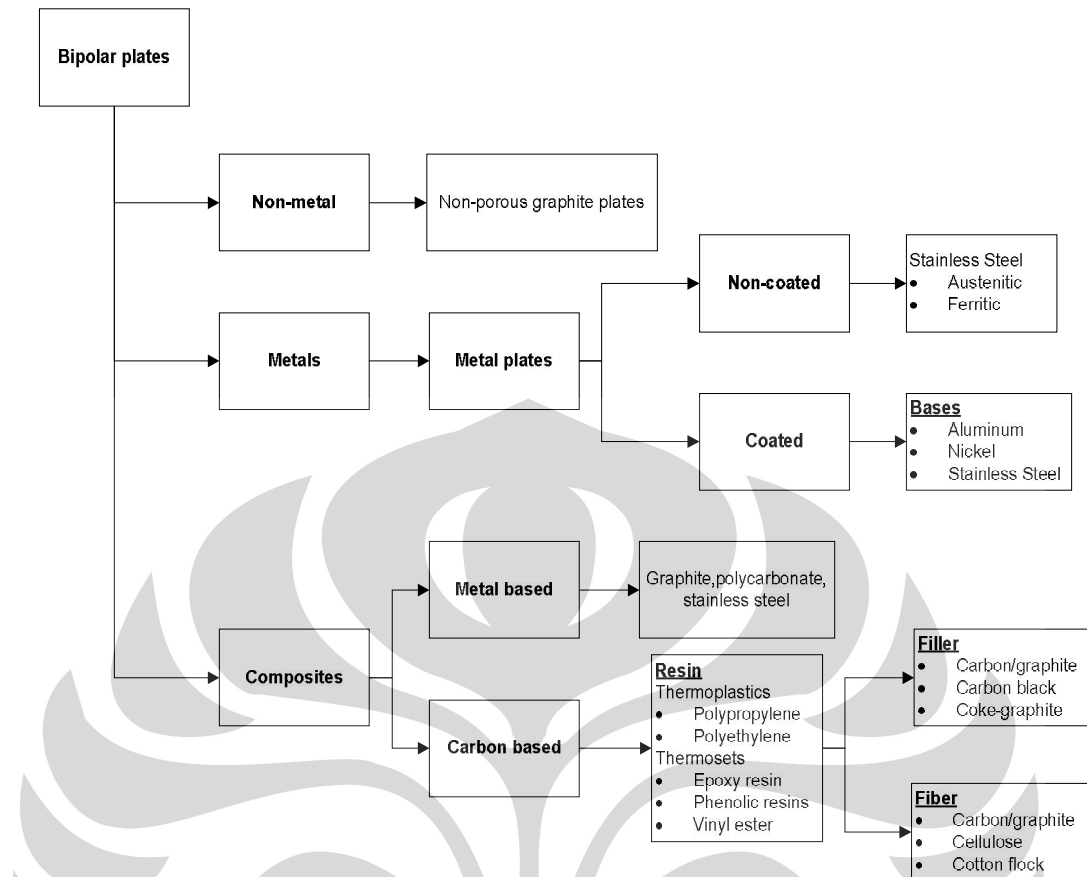 Bipolar plates
Non-metal
Non-porous graphite plates
Non-coated
Stainless Steel
• Austenitic
• Ferritic
Metals
Metal plates
Coated
Bases
• Aluminum
• Nickel
• Stainless Steel
Metal based
Graphite,polycarbonate,
stainless steel
Composites
Carbon based
Resin
Thermoplastics
• Polypropylene
• Polyethylene
Thermosets
• Epoxy resin
• Phenolic resins
• Vinyl ester
Filler
• Carbon/graphite
• Carbon black
• Coke-graphite
Fiber
• Carbon/graphite
• Cellulose
• Cotton flock